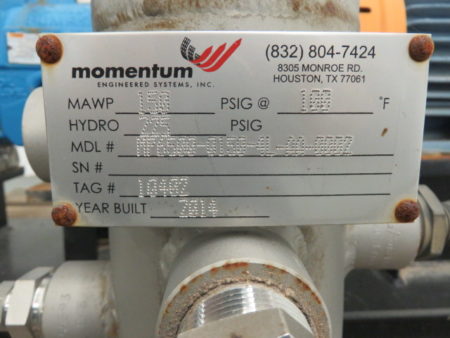 momentum
ENGINEERED SYSTEMS, INC.
(832) 804-7424
8305 MONROE RD.
HOUSTON, TX 77061
MAWP 150 PSIG @ 100 °F
HYDRO PSIG
MDL #
SN #
TAG # 10402
YEAR BUILT 2014